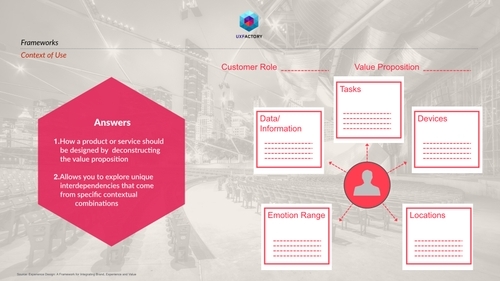 UXFACTORY
Frameworks
Context of Use
Customer Role
Value Proposition
Tasks
Data/
Information
Devices
Answers
1.How a product or service should
be designed by deconstructing
the value proposition
2.Allows you to explore unique
interdependencies that come
from specific contextual
combinations
Emotion Range
Locations